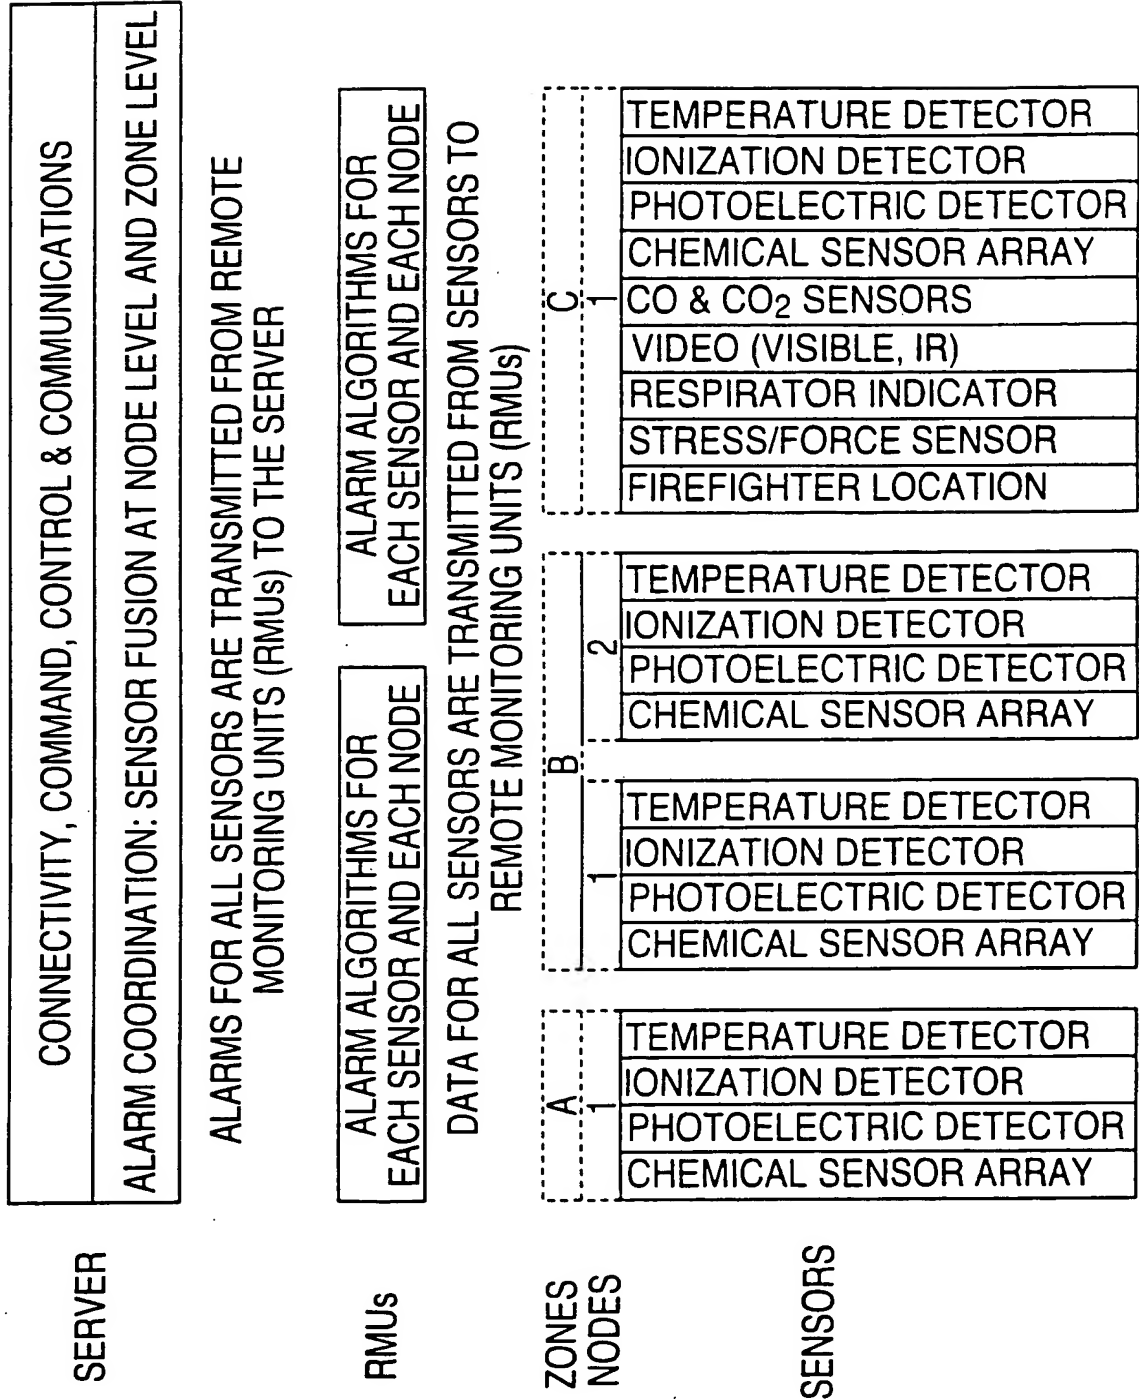 SERVER
CONNECTIVITY, COMMAND, CONTROL & COMMUNICATIONS
ALARM COORDINATION: SENSOR FUSION AT NODE LEVEL AND ZONE LEVEL
ALARMS FOR ALL SENSORS ARE TRANSMITTED FROM REMOTE
MONITORING UNITS (RMUs) TO THE SERVER
RMUs
ALARM ALGORITHMS FOR
EACH SENSOR AND EACH NODE
ALARM ALGORITHMS FOR
EACH SENSOR AND EACH NODE
DATA FOR ALL SENSORS ARE TRANSMITTED FROM SENSORS TO
REMOTE MONITORING UNITS (RMUs)
ZONES
A
B
C
NODES
1
1
2
1
SENSORS
TEMPERATURE DETECTOR
IONIZATION DETECTOR
PHOTOELECTRIC DETECTOR
CHEMICAL SENSOR ARRAY
TEMPERATURE DETECTOR
IONIZATION DETECTOR
PHOTOELECTRIC DETECTOR
CHEMICAL SENSOR ARRAY
TEMPERATURE DETECTOR
IONIZATION DETECTOR
PHOTOELECTRIC DETECTOR
CHEMICAL SENSOR ARRAY
TEMPERATURE DETECTOR
IONIZATION DETECTOR
PHOTOELECTRIC DETECTOR
CHEMICAL SENSOR ARRAY
CO & CO2 SENSORS
VIDEO (VISIBLE, IR)
RESPIRATOR INDICATOR
STRESS/FORCE SENSOR
FIREFIGHTER LOCATION